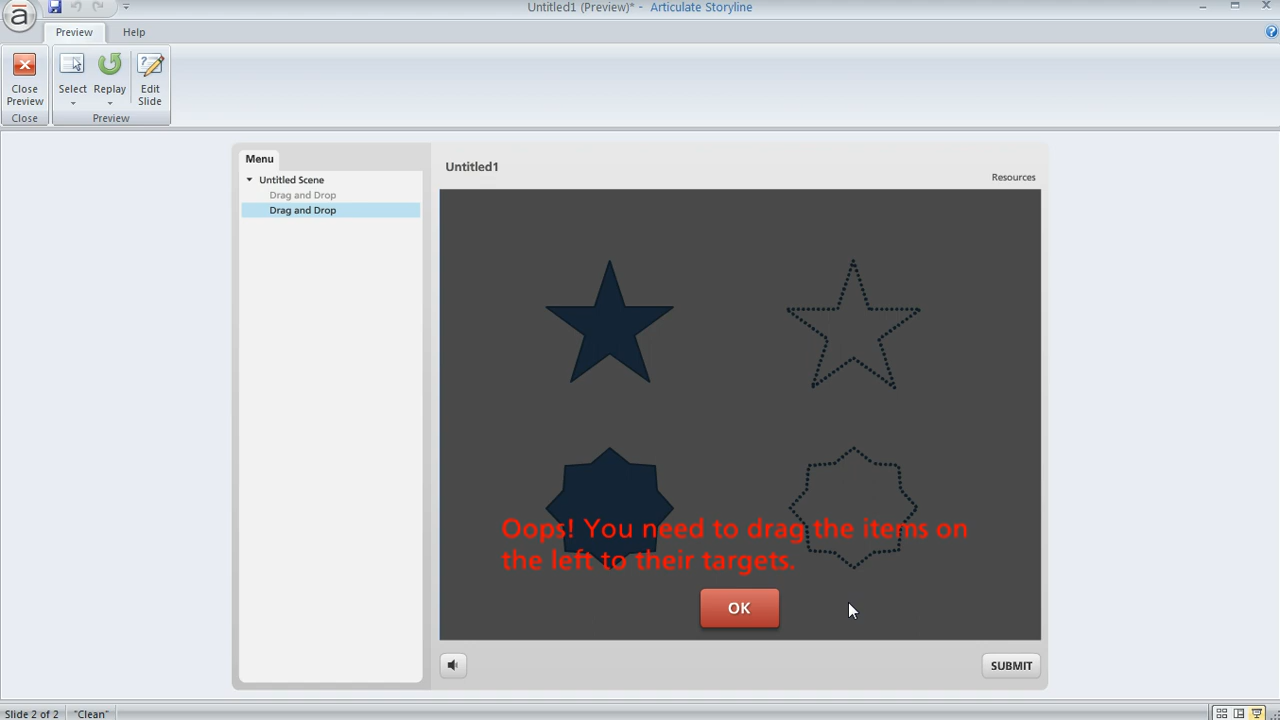 Untitled1 (Preview)* - Articulate Storyline
Preview
Help
Close Preview
Select
Replay
Edit Slide
Close
Preview
Menu
Untitled Scene
Drag and Drop
Drag and Drop
Untitled1
Resources
Oops! You need to drag the items on
the left to their targets.
OK
SUBMIT
Slide 2 of 2
"Clean"